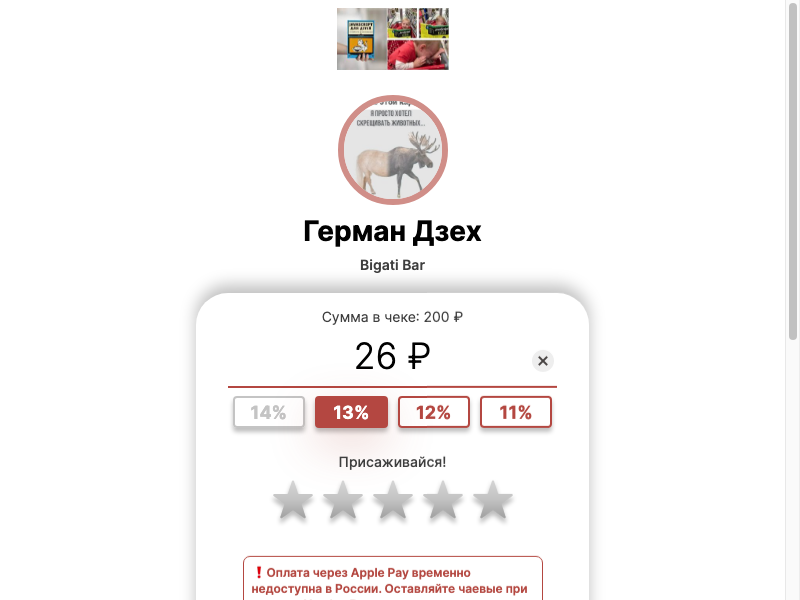 Я ПРОСТО ХОТЕЛ
СКРЕЩИВАТЬ ЖИВОТНЫХ...
Герман Дзех
Bigati Bar
Сумма в чеке: 200 ₽
26 ₽
14% 13% 12% 11%
Присаживайся!
❗ Оплата через Apple Pay временно
недоступна в России. Оставляйте чаевые при